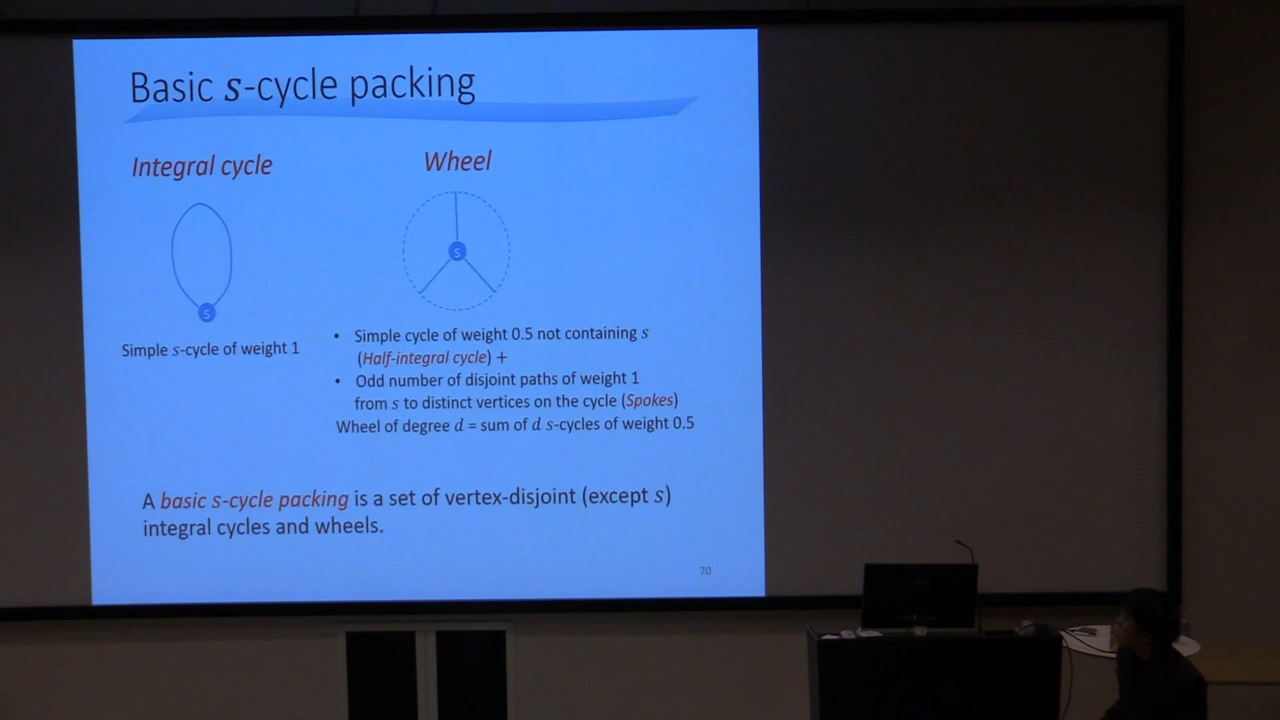 Basic s-cycle packing
Integral cycle
Wheel
s
s
Simple s-cycle of weight 1
• Simple cycle of weight 0.5 not containing s
(Half-integral cycle) +
• Odd number of disjoint paths of weight 1
from s to distinct vertices on the cycle (Spokes)
Wheel of degree d = sum of d s-cycles of weight 0.5
A basic s-cycle packing is a set of vertex-disjoint (except s)
integral cycles and wheels.
70